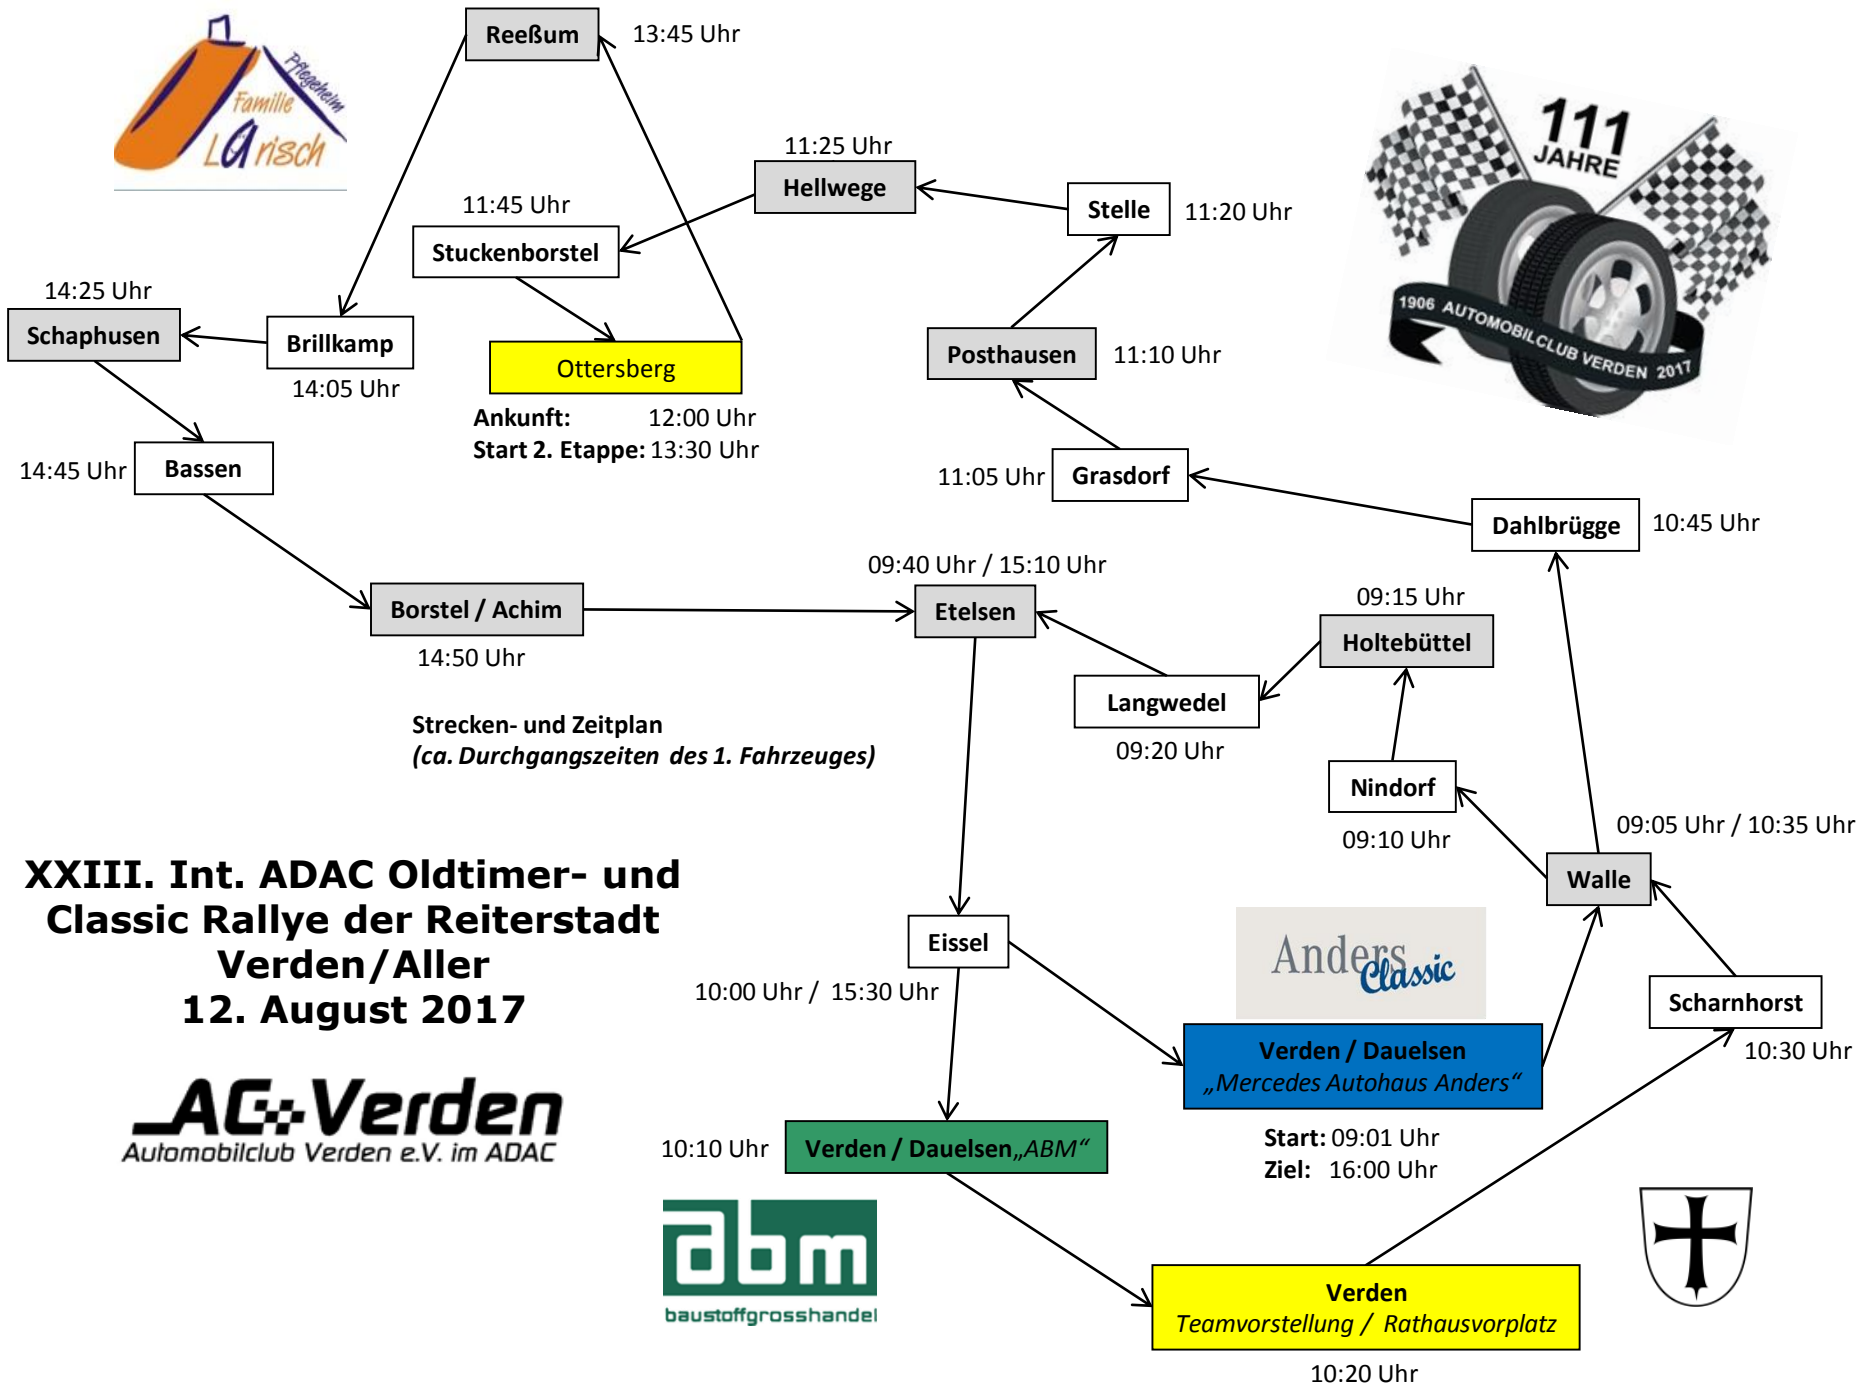 Reeßum
13:45 Uhr
Pflegeheim
Familie
Larisch
111
JAHRE
1906 AUTOMOBILCLUB VERDEN 2017
11:25 Uhr
Hellwege
Stelle
11:20 Uhr
11:45 Uhr
Stuckenborstel
14:25 Uhr
Schaphusen
Brillkamp
14:05 Uhr
Ottersberg
Ankunft: 12:00 Uhr
Start 2. Etappe: 13:30 Uhr
Posthausen
11:10 Uhr
14:45 Uhr
Bassen
11:05 Uhr
Grasdorf
Dahlbrügge
10:45 Uhr
09:40 Uhr / 15:10 Uhr
Etelsen
Borstel / Achim
14:50 Uhr
09:15 Uhr
Holtebüttel
Langwedel
09:20 Uhr
Strecken- und Zeitplan
(ca. Durchgangszeiten des 1. Fahrzeuges)
Nindorf
09:10 Uhr
09:05 Uhr / 10:35 Uhr
Walle
XXIII. Int. ADAC Oldtimer- und
Classic Rallye der Reiterstadt
Verden/Aller
12. August 2017
Eissel
10:00 Uhr / 15:30 Uhr
Anders
Classic
Scharnhorst
10:30 Uhr
Verden / Dauelsen
„Mercedes Autohaus Anders“
Start: 09:01 Uhr
Ziel: 16:00 Uhr
AC Verden
Automobilclub Verden e.V. im ADAC
10:10 Uhr
Verden / Dauelsen „ABM“
abm
baustoffgrosshandel
Verden
Teamvorstellung / Rathausvorplatz
10:20 Uhr